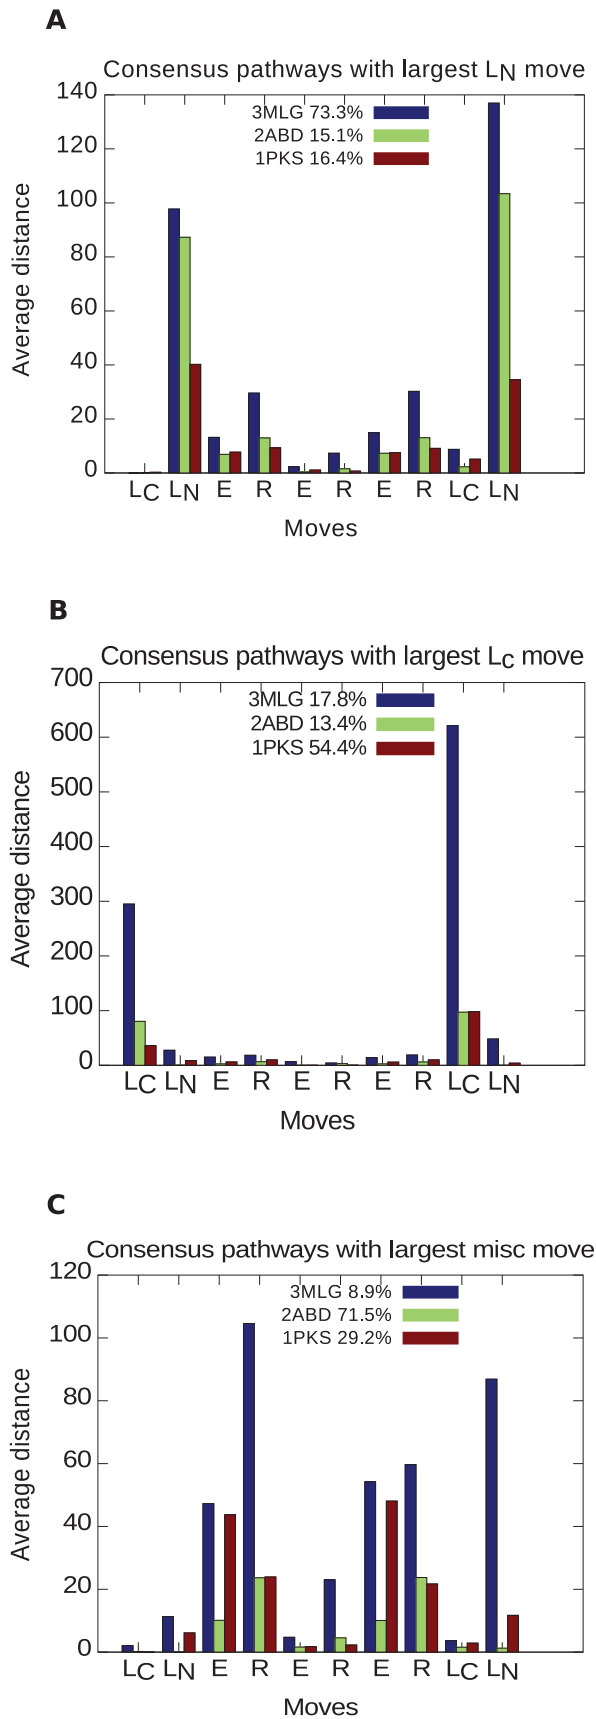 A
Consensus pathways with largest LN move
140
120
100
80
60
40
20
0
Average distance
3MLG 73.3%
2ABD 15.1%
1PKS 16.4%
LC LN E R E R E R LC LN
Moves
B
Consensus pathways with largest Lc move
700
600
500
400
300
200
100
0
Average distance
3MLG 17.8%
2ABD 13.4%
1PKS 54.4%
LC LN E R E R E R LC LN
Moves
C
Consensus pathways with largest misc move
120
100
80
60
40
20
0
Average distance
3MLG 8.9%
2ABD 71.5%
1PKS 29.2%
LC LN E R E R E R LC LN
Moves